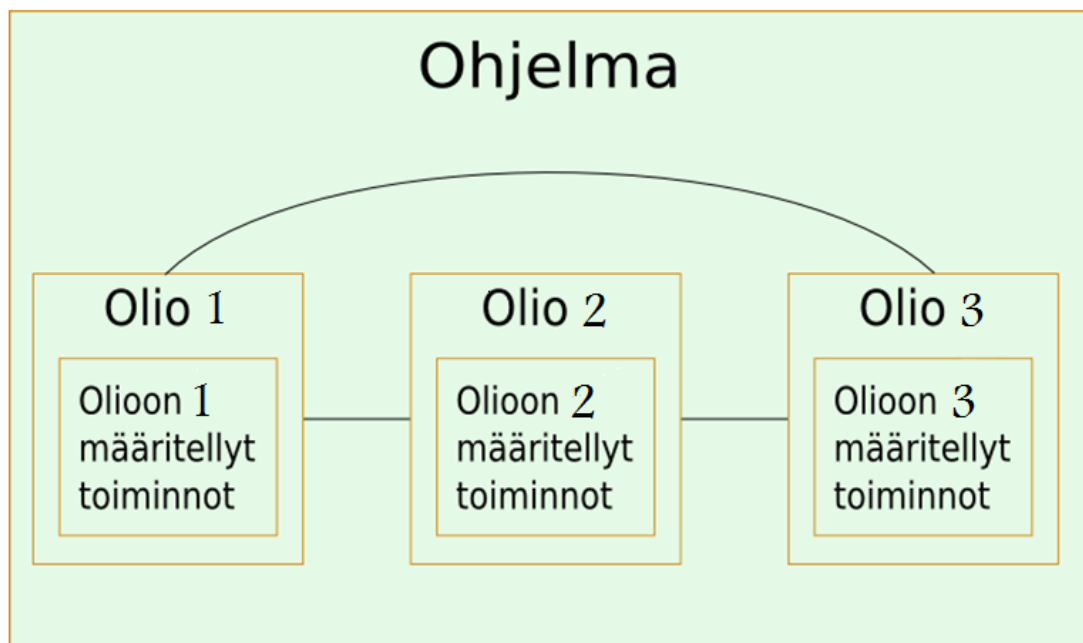 Ohjelma
Olio 1
Olioon 1
määritellyt
toiminnot
Olio 2
Olioon 2
määritellyt
toiminnot
Olio 3
Olioon 3
määritellyt
toiminnot